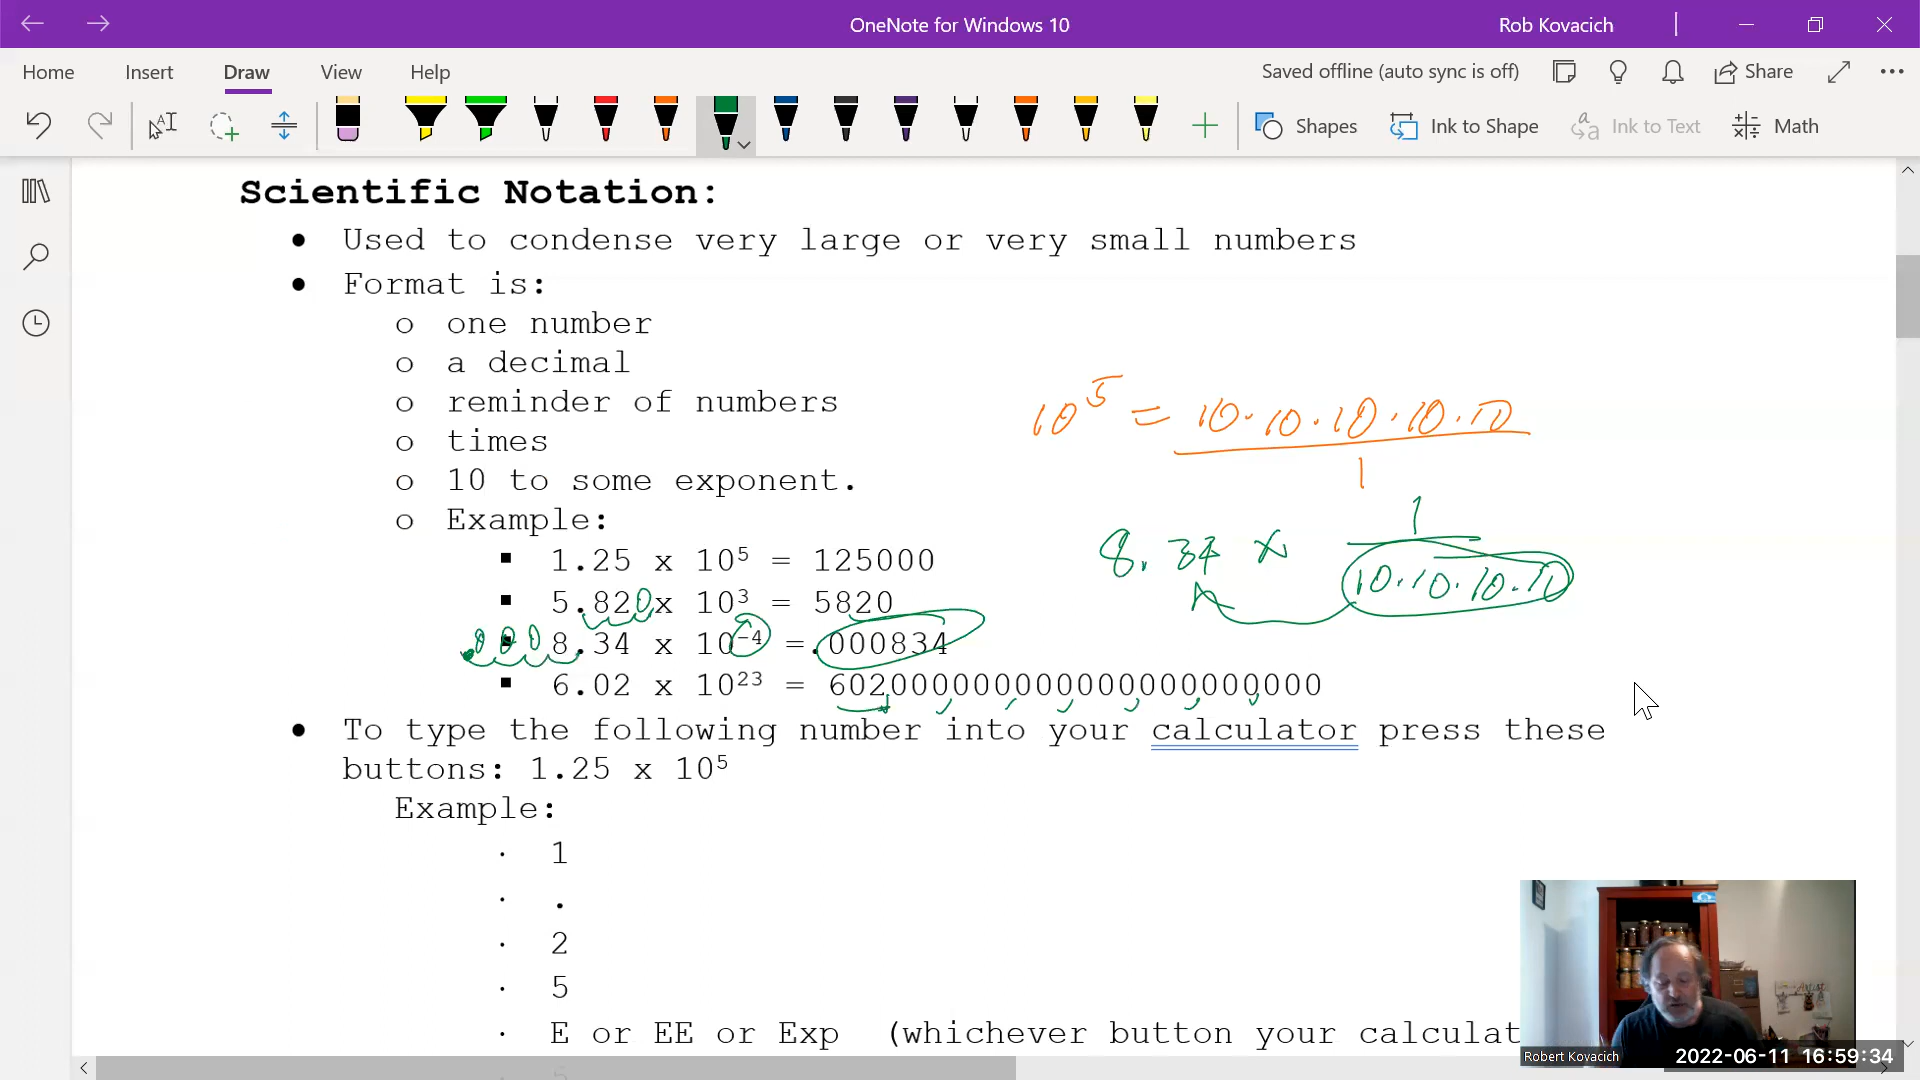 OneNote for Windows 10
Rob Kovacich
Home Insert Draw View Help
Saved offline (auto sync is off)
Share
Shapes
Ink to Shape
Ink to Text
Math
Scientific Notation:
• Used to condense very large or very small numbers
• Format is:
o one number
o a decimal
o reminder of numbers
o times
o 10 to some exponent.
o Example:
10⁵ = 10·10·10·10·10
1
1
8.34 x
10·10·10·10
▪ 1.25 x 10⁵ = 125000
▪ 5.820x 10³ = 5820
000 8.34 x 10⁻⁴ =.000834
▪ 6.02 x 10²³ = 602000000000000000000000
• To type the following number into your calculator press these
buttons: 1.25 x 10⁵
Example:
· 1
· .
· 2
· 5
· E or EE or Exp (whichever button your calculat
Robert Kovacich
2022-06-11 16:59:34